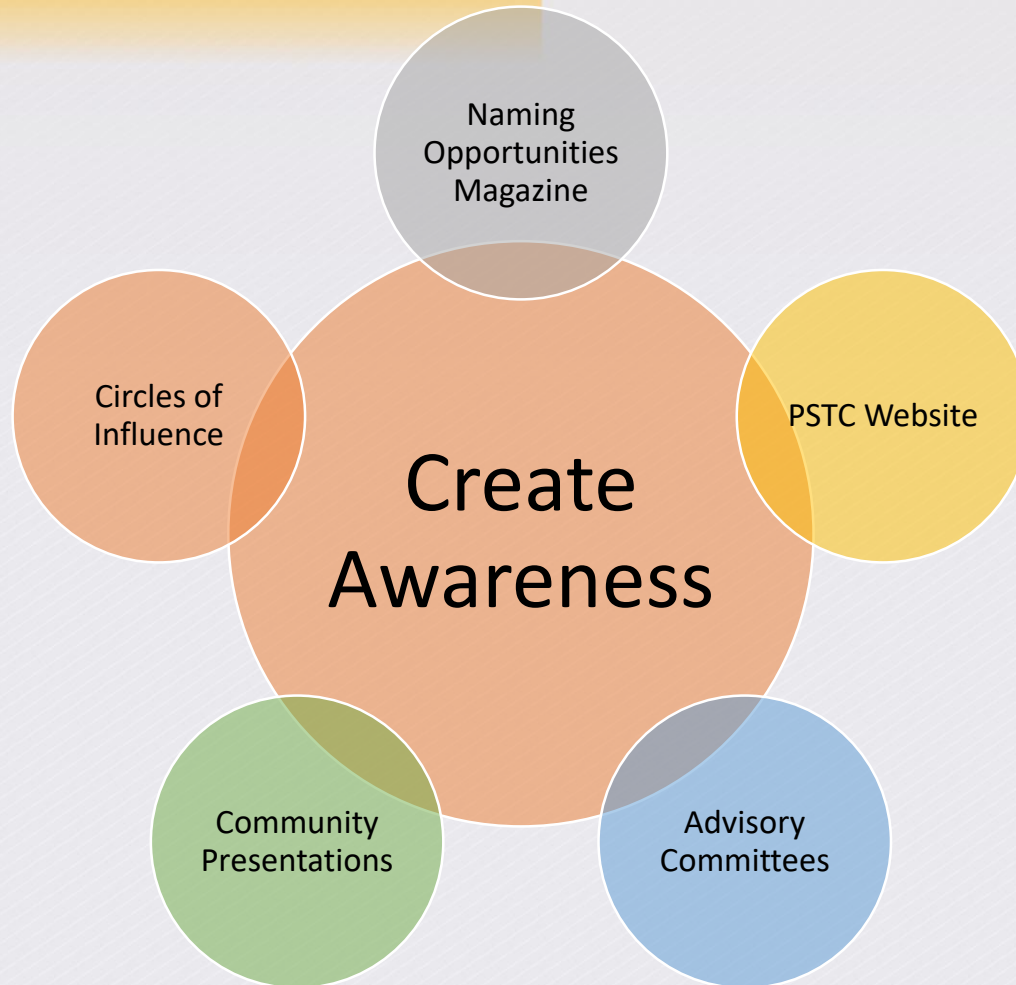 Naming
Opportunities
Magazine
Circles of
Influence
PSTC Website
Create
Awareness
Community
Presentations
Advisory
Committees